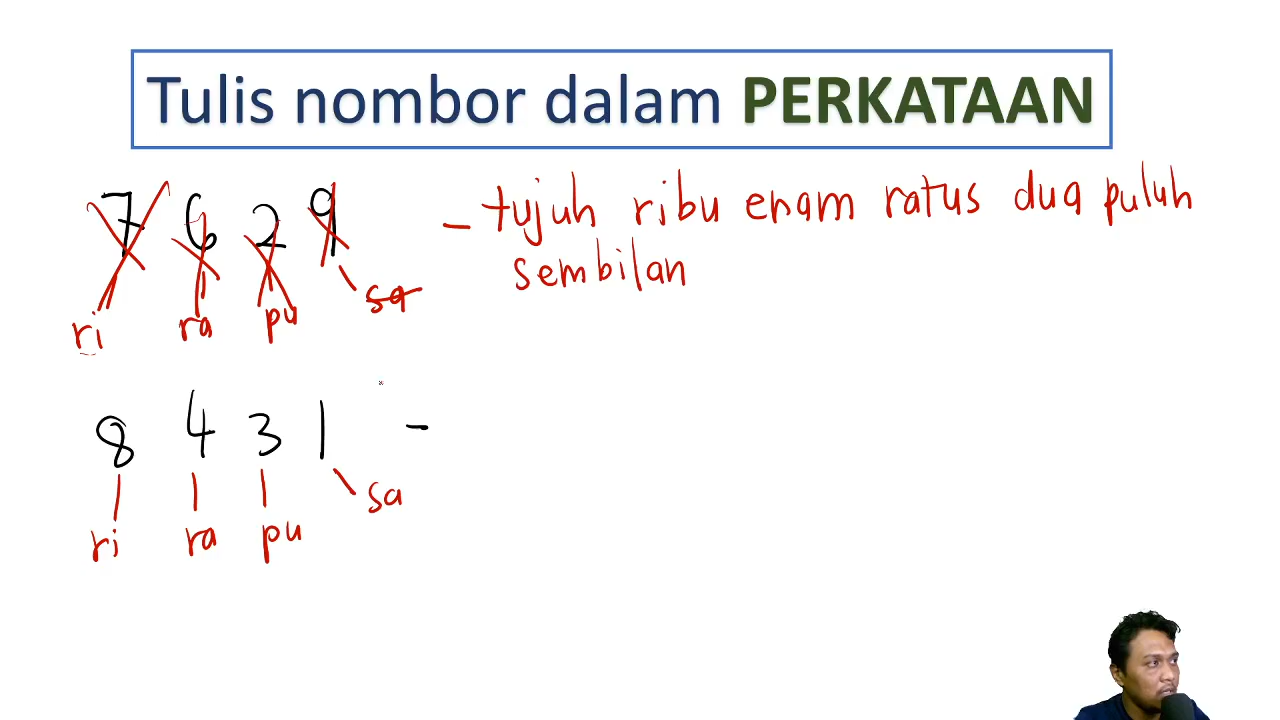 Tulis nombor dalam PERKATAAN
7 6 2 9 - tujuh ribu enam ratus dua puluh
sembilan
ri ra pu sa
8 4 3 1 -
ri ra pu sa